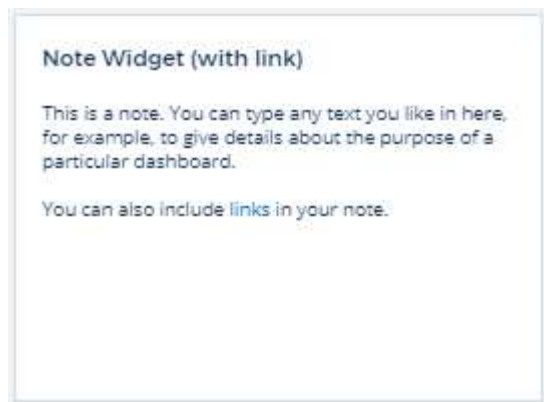 Note Widget (with link)
This is a note. You can type any text you like in here,
for example, to give details about the purpose of a
particular dashboard.
You can also include links in your note.